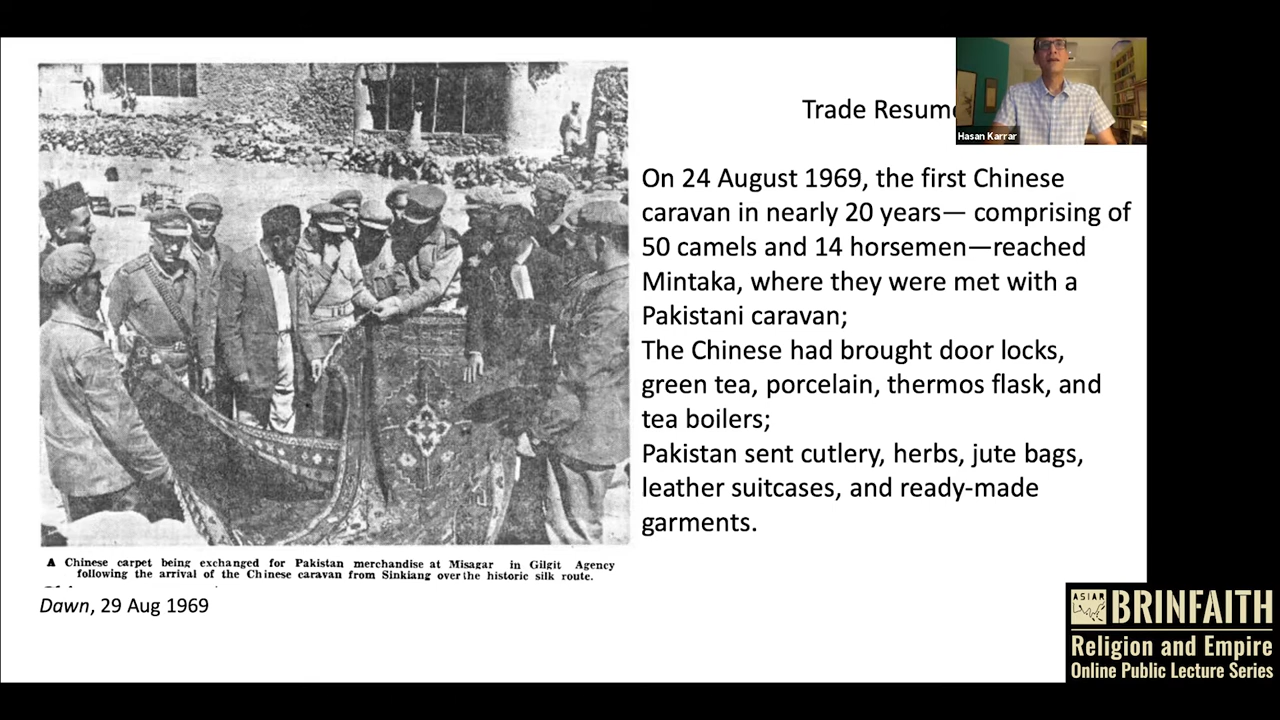 Trade Resume
Hasan Karrar
On 24 August 1969, the first Chinese
caravan in nearly 20 years— comprising of
50 camels and 14 horsemen—reached
Mintaka, where they were met with a
Pakistani caravan;
The Chinese had brought door locks,
green tea, porcelain, thermos flask, and
tea boilers;
Pakistan sent cutlery, herbs, jute bags,
leather suitcases, and ready-made
garments.
A Chinese carpet being exchanged for Pakistan merchandise at Misagar in Gilgit Agency
following the arrival of the Chinese caravan from Sinkiang over the historic silk route.
Dawn, 29 Aug 1969
ASIAR
BRINFAITH
Religion and Empire
Online Public Lecture Series